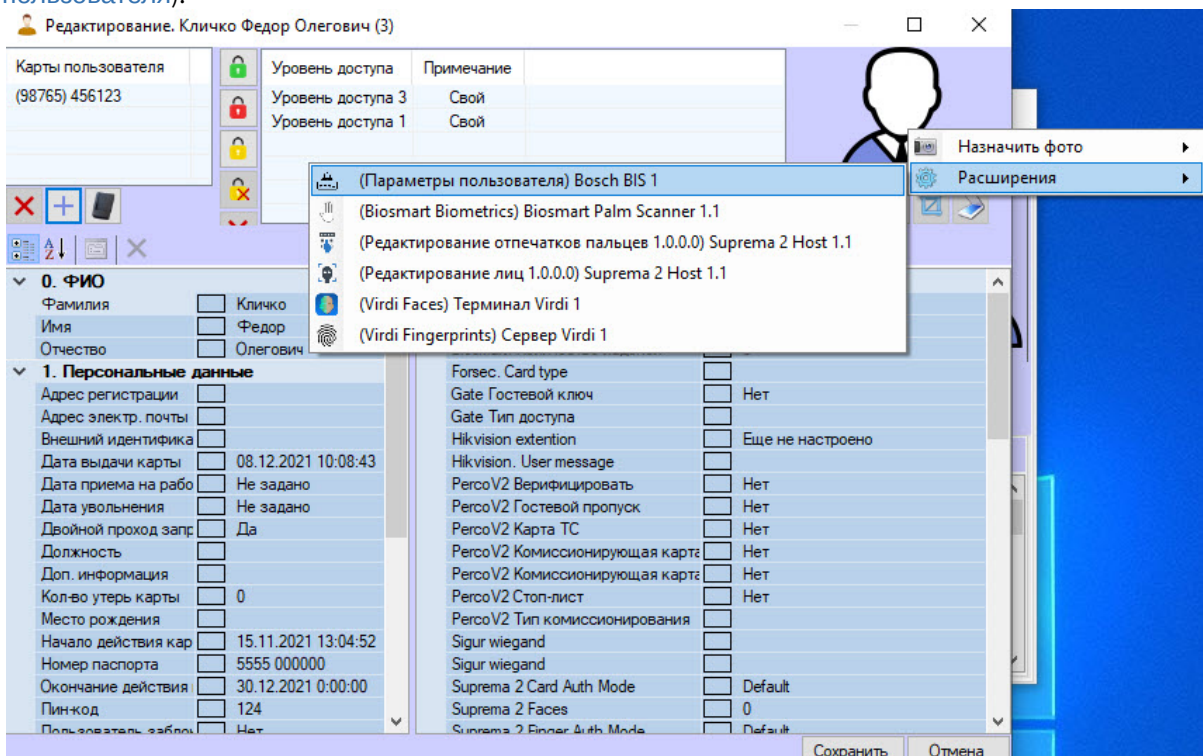 пользователя).
Редактирование. Кличко Федор Олегович (3)
Карты пользователя
(98765) 456123
Уровень доступа Примечание
Уровень доступа 3 Свой
Уровень доступа 1 Свой
Назначить фото
Расширения
(Параметры пользователя) Bosch BIS 1
(Biosmart Biometrics) Biosmart Palm Scanner 1.1
(Редактирование отпечатков пальцев 1.0.0.0) Suprema 2 Host 1.1
(Редактирование лиц 1.0.0.0) Suprema 2 Host 1.1
(Virdi Faces) Терминал Virdi 1
(Virdi Fingerprints) Сервер Virdi 1
0. ФИО
Фамилия Кличко
Имя Федор
Отчество Олегович
1. Персональные данные
Адрес регистрации
Адрес электр. почты
Внешний идентифика
Дата выдачи карты 08.12.2021 10:08:43
Дата приема на рабо Не задано
Дата увольнения Не задано
Двойной проход запр Да
Должность
Доп. информация
Кол-во утерь карты 0
Место рождения
Начало действия кар 15.11.2021 13:04:52
Номер паспорта 5555 000000
Окончание действия 30.12.2021 0:00:00
Пин-код 124
Пользователь заблок Нет
Forsec. Card type
Gate Гостевой ключ Нет
Gate Тип доступа
Hikvision extention Еще не настроено
Hikvision. User message
PercoV2 Верифицировать Нет
PercoV2 Гостевой пропуск Нет
PercoV2 Карта ТС Нет
PercoV2 Комиссионирующая карта Нет
PercoV2 Комиссионирующая карта Нет
PercoV2 Стоп-лист Нет
PercoV2 Тип комиссионирования
Sigur wiegand
Sigur wiegand
Suprema 2 Card Auth Mode Default
Suprema 2 Faces 0
Suprema 2 Finger Auth Mode Default
Сохранить Отмена